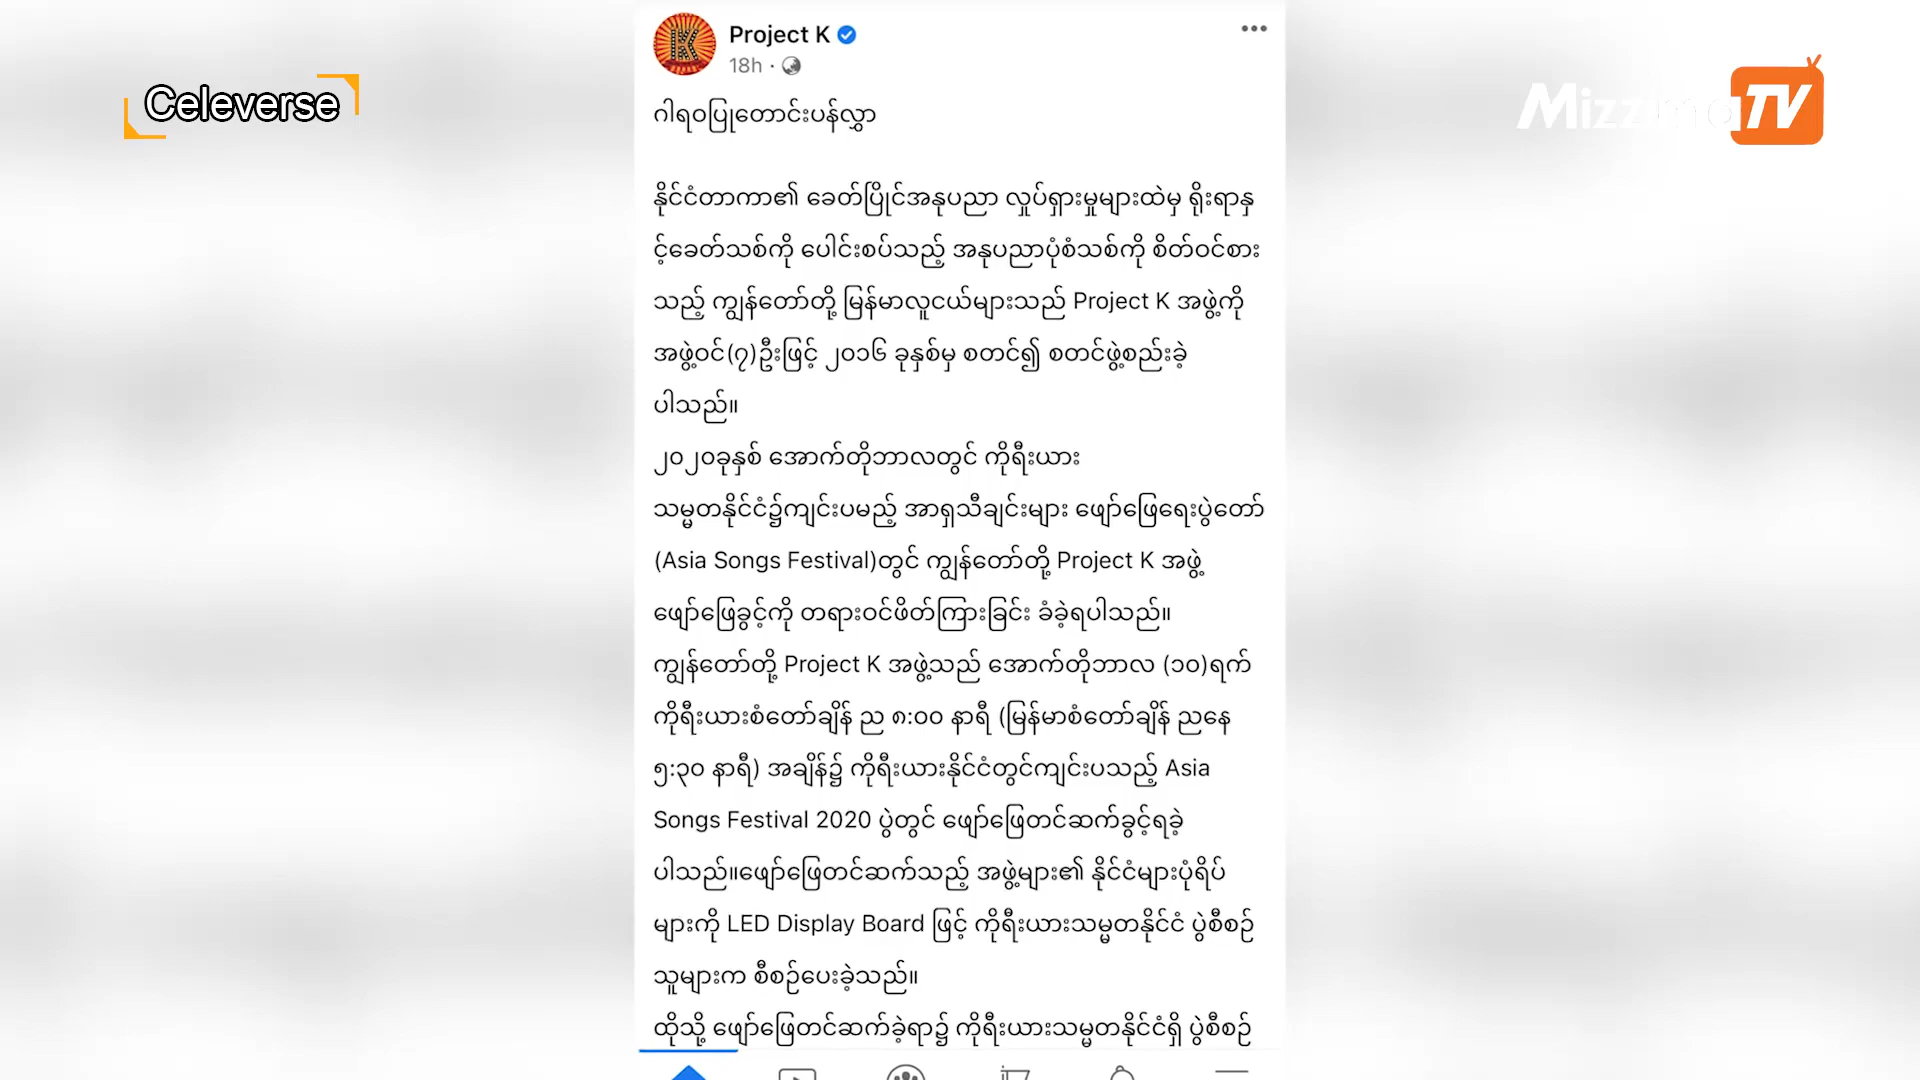 Project K
18h
Celeverse
Mizzima TV
ဂါရဝပြုတောင်းပန်လွှာ
နိုင်ငံတကာ၏ ခေတ်ပြိုင်အနုပညာ လှုပ်ရှားမှုများထဲမှ ရိုးရာနှ
င့်ခေတ်သစ်ကို ပေါင်းစပ်သည့် အနုပညာပုံစံသစ်ကို စိတ်ဝင်စား
သည့် ကျွန်တော်တို့ မြန်မာလူငယ်များသည် Project K အဖွဲ့ကို
အဖွဲ့ဝင်(၇)ဦးဖြင့် ၂၀၁၆ ခုနှစ်မှ စတင်၍ စတင်ဖွဲ့စည်းခဲ့
ပါသည်။
၂၀၂၀ခုနှစ် အောက်တိုဘာလတွင် ကိုရီးယား
သမ္မတနိုင်ငံ၌ကျင်းပမည့် အာရှသီချင်းများ ဖျော်ဖြေရေးပွဲတော်
(Asia Songs Festival)တွင် ကျွန်တော်တို့ Project K အဖွဲ့
ဖျော်ဖြေခွင့်ကို တရားဝင်ဖိတ်ကြားခြင်း ခံခဲ့ရပါသည်။
ကျွန်တော်တို့ Project K အဖွဲ့သည် အောက်တိုဘာလ (၁၀)ရက်
ကိုရီးယားစံတော်ချိန် ည ၈:၀၀ နာရီ (မြန်မာစံတော်ချိန် ညနေ
၅:၃၀ နာရီ) အချိန်၌ ကိုရီးယားနိုင်ငံတွင်ကျင်းပသည့် Asia
Songs Festival 2020 ပွဲတွင် ဖျော်ဖြေတင်ဆက်ခွင့်ရခဲ့
ပါသည်။ဖျော်ဖြေတင်ဆက်သည့် အဖွဲ့များ၏ နိုင်ငံများပုံရိပ်
များကို LED Display Board ဖြင့် ကိုရီးယားသမ္မတနိုင်ငံ ပွဲစီစဉ်
သူများက စီစဉ်ပေးခဲ့သည်။
ထိုသို့ ဖျော်ဖြေတင်ဆက်ခဲ့ရာ၌ ကိုရီးယားသမ္မတနိုင်ငံရှိ ပွဲစီစဉ်